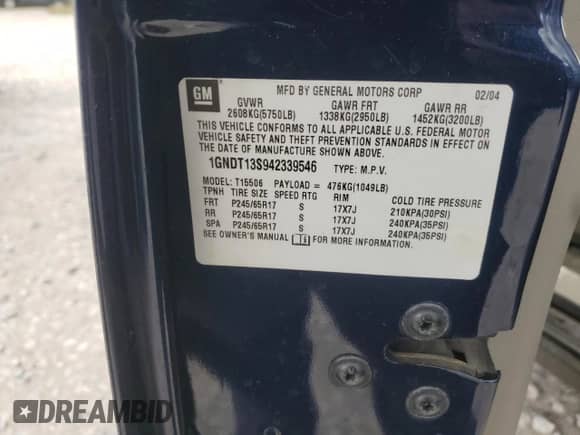 GM
MFD BY GENERAL MOTORS CORP 02/04
GVWR GAWR FRT GAWR RR
2608KG(5750LB) 1338KG(2950LB) 1452KG(3200LB)
THIS VEHICLE CONFORMS TO ALL APPLICABLE U.S. FEDERAL MOTOR
VEHICLE SAFETY AND THEFT PREVENTION STANDARDS IN EFFECT ON
THE DATE OF MANUFACTURE SHOWN ABOVE.
1GNDT13S942339546 TYPE: M.P.V.
MODEL: T15506 PAYLOAD = 476KG(1049LB)
TPNH TIRE SIZE SPEED RTG RIM COLD TIRE PRESSURE
FRT P245/65R17 S 17X7J 210KPA(30PSI)
RR P245/65R17 S 17X7J 240KPA(35PSI)
SPA P245/65R17 S 17X7J 240KPA(35PSI)
SEE OWNER'S MANUAL FOR MORE INFORMATION.
DREAMBID